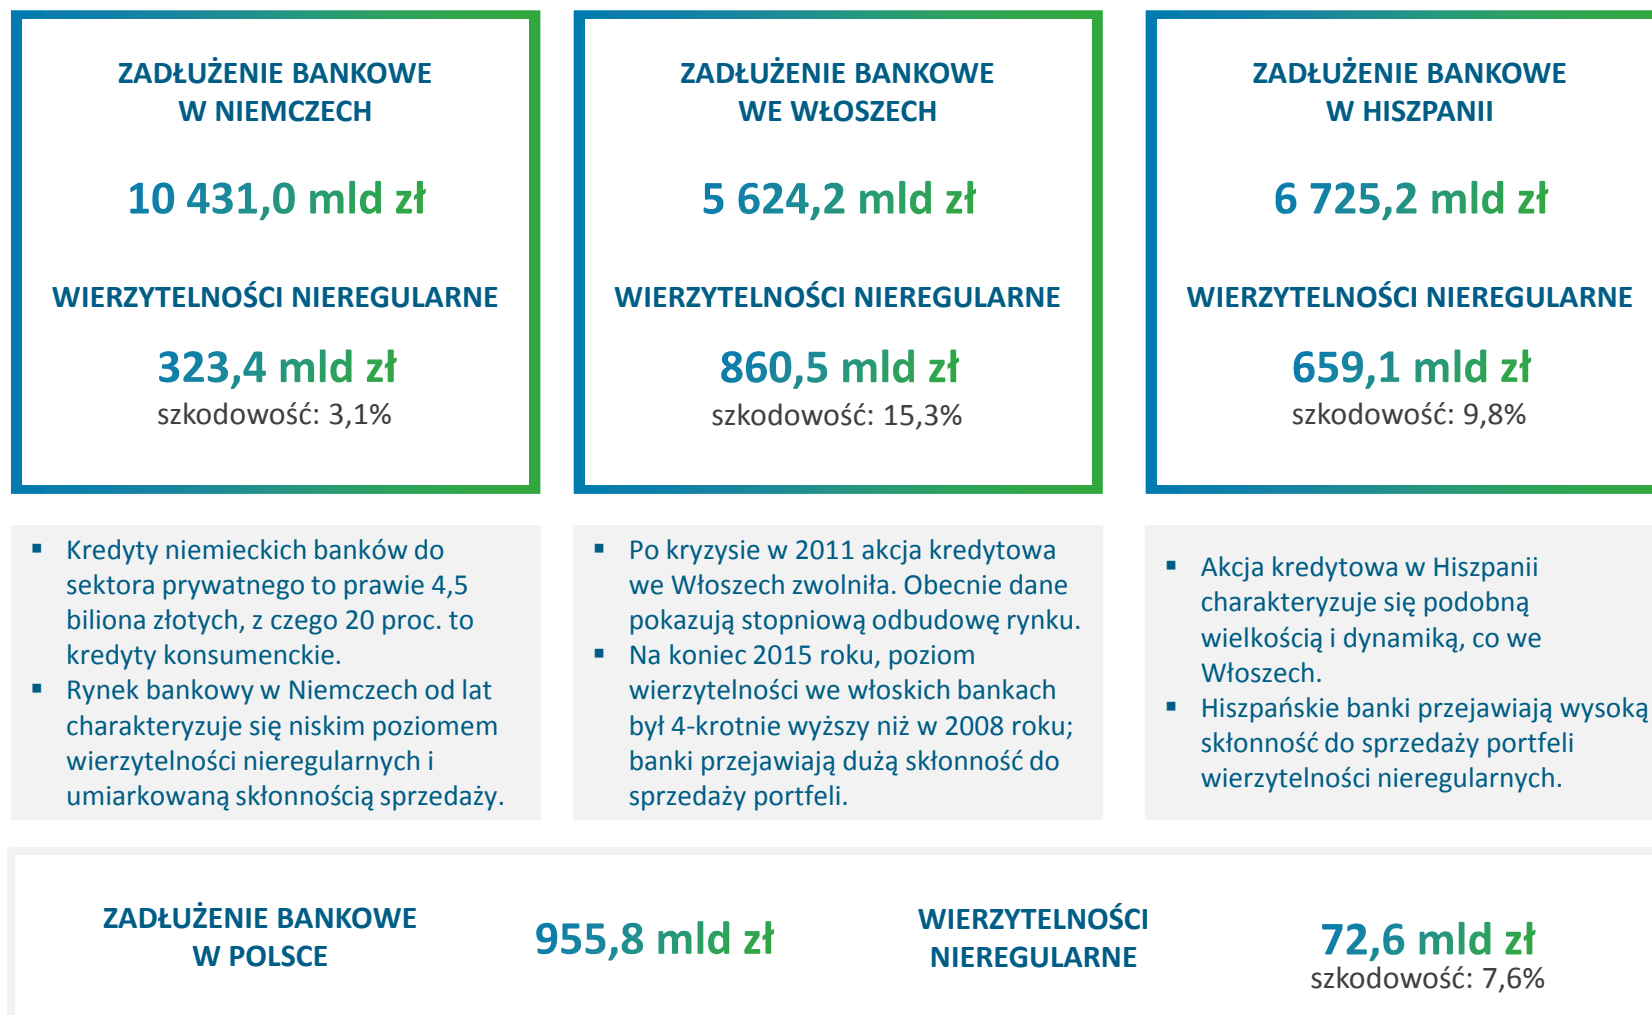 ZADŁUŻENIE BANKOWE
W NIEMCZECH
10 431,0 mld zł
WIERZYTELNOŚCI NIEREGULARNE
323,4 mld zł
szkodowość: 3,1%
ZADŁUŻENIE BANKOWE
WE WŁOSZECH
5 624,2 mld zł
WIERZYTELNOŚCI NIEREGULARNE
860,5 mld zł
szkodowość: 15,3%
ZADŁUŻENIE BANKOWE
W HISZPANII
6 725,2 mld zł
WIERZYTELNOŚCI NIEREGULARNE
659,1 mld zł
szkodowość: 9,8%
▪ Kredyty niemieckich banków do
sektora prywatnego to prawie 4,5
biliona złotych, z czego 20 proc. to
kredyty konsumenckie.
▪ Rynek bankowy w Niemczech od lat
charakteryzuje się niskim poziomem
wierzytelności nieregularnych i
umiarkowaną skłonnością sprzedaży.
▪ Po kryzysie w 2011 akcja kredytowa
we Włoszech zwolniła. Obecnie dane
pokazują stopniową odbudowę rynku.
▪ Na koniec 2015 roku, poziom
wierzytelności we włoskich bankach
był 4-krotnie wyższy niż w 2008 roku;
banki przejawiają dużą skłonność do
sprzedaży portfeli.
▪ Akcja kredytowa w Hiszpanii
charakteryzuje się podobną
wielkością i dynamiką, co we
Włoszech.
▪ Hiszpańskie banki przejawiają wysoką
skłonność do sprzedaży portfeli
wierzytelności nieregularnych.
ZADŁUŻENIE BANKOWE
W POLSCE
955,8 mld zł
WIERZYTELNOŚCI
NIEREGULARNE
72,6 mld zł
szkodowość: 7,6%